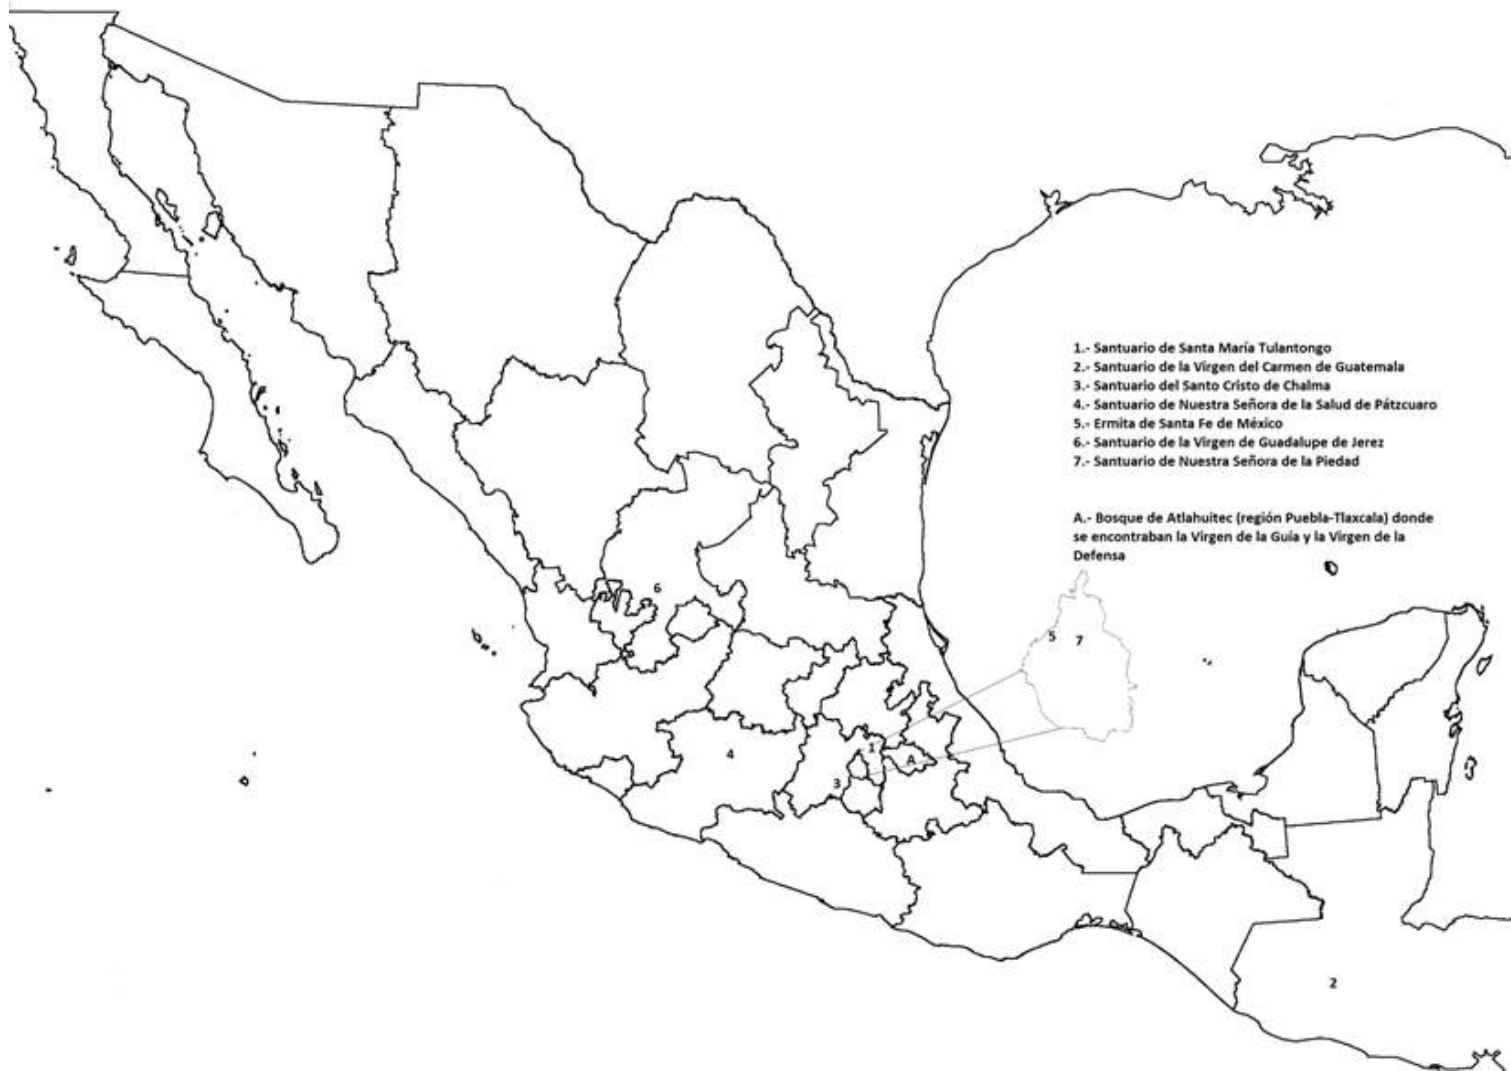 1.- Santuario de Santa María Tulantongo
2.- Santuario de la Virgen del Carmen de Guatemala
3.- Santuario del Santo Cristo de Chalma
4.- Santuario de Nuestra Señora de la Salud de Pátzcuaro
5.- Ermita de Santa Fe de México
6.- Santuario de la Virgen de Guadalupe de Jerez
7.- Santuario de Nuestra Señora de la Piedad
A.- Bosque de Atlahuitec (región Puebla-Tlaxcala) donde
se encontraban la Virgen de la Guía y la Virgen de la
Defensa
6
5
7
4
1
A
3
2